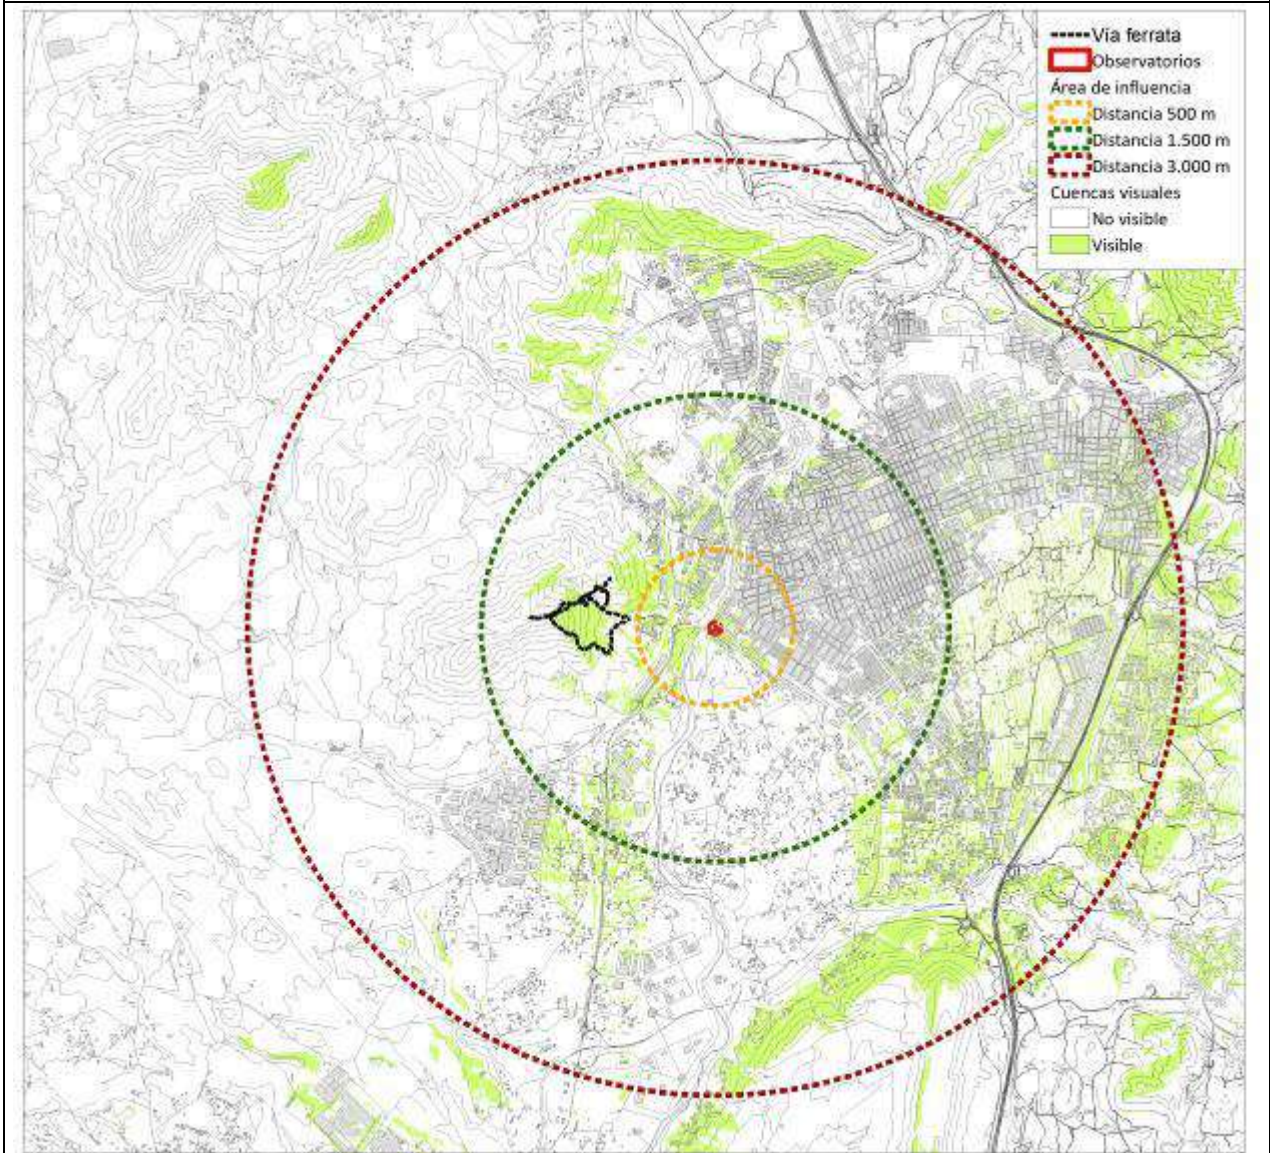 Vía ferrata
Observatorios
Área de influencia
Distancia 500 m
Distancia 1.500 m
Distancia 3.000 m
Cuencas visuales
No visible
Visible